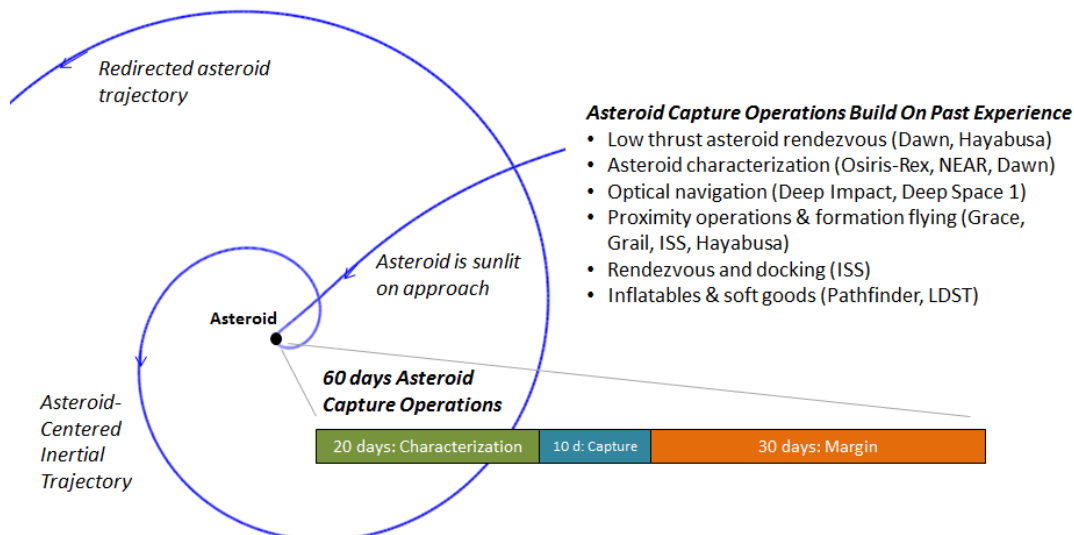 Redirected asteroid
trajectory
Asteroid Capture Operations Build On Past Experience
• Low thrust asteroid rendezvous (Dawn, Hayabusa)
• Asteroid characterization (Osiris-Rex, NEAR, Dawn)
• Optical navigation (Deep Impact, Deep Space 1)
• Proximity operations & formation flying (Grace,
Grail, ISS, Hayabusa)
• Rendezvous and docking (ISS)
• Inflatables & soft goods (Pathfinder, LDST)
Asteroid is sunlit
on approach
Asteroid
60 days Asteroid
Capture Operations
Asteroid-
Centered
Inertial
Trajectory
20 days: Characterization
10 d: Capture
30 days: Margin